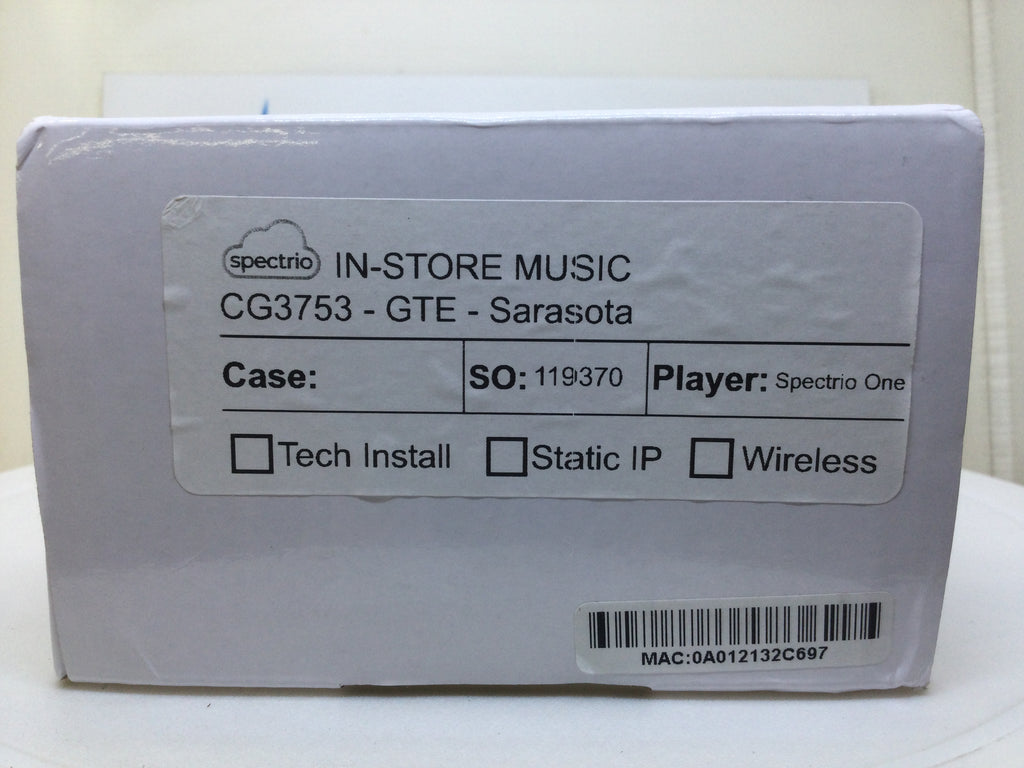 spectrio IN-STORE MUSIC
CG3753 - GTE - Sarasota
Case: SO: 119370 Player: Spectrio One
Tech Install Static IP Wireless
MAC:0A012132C697